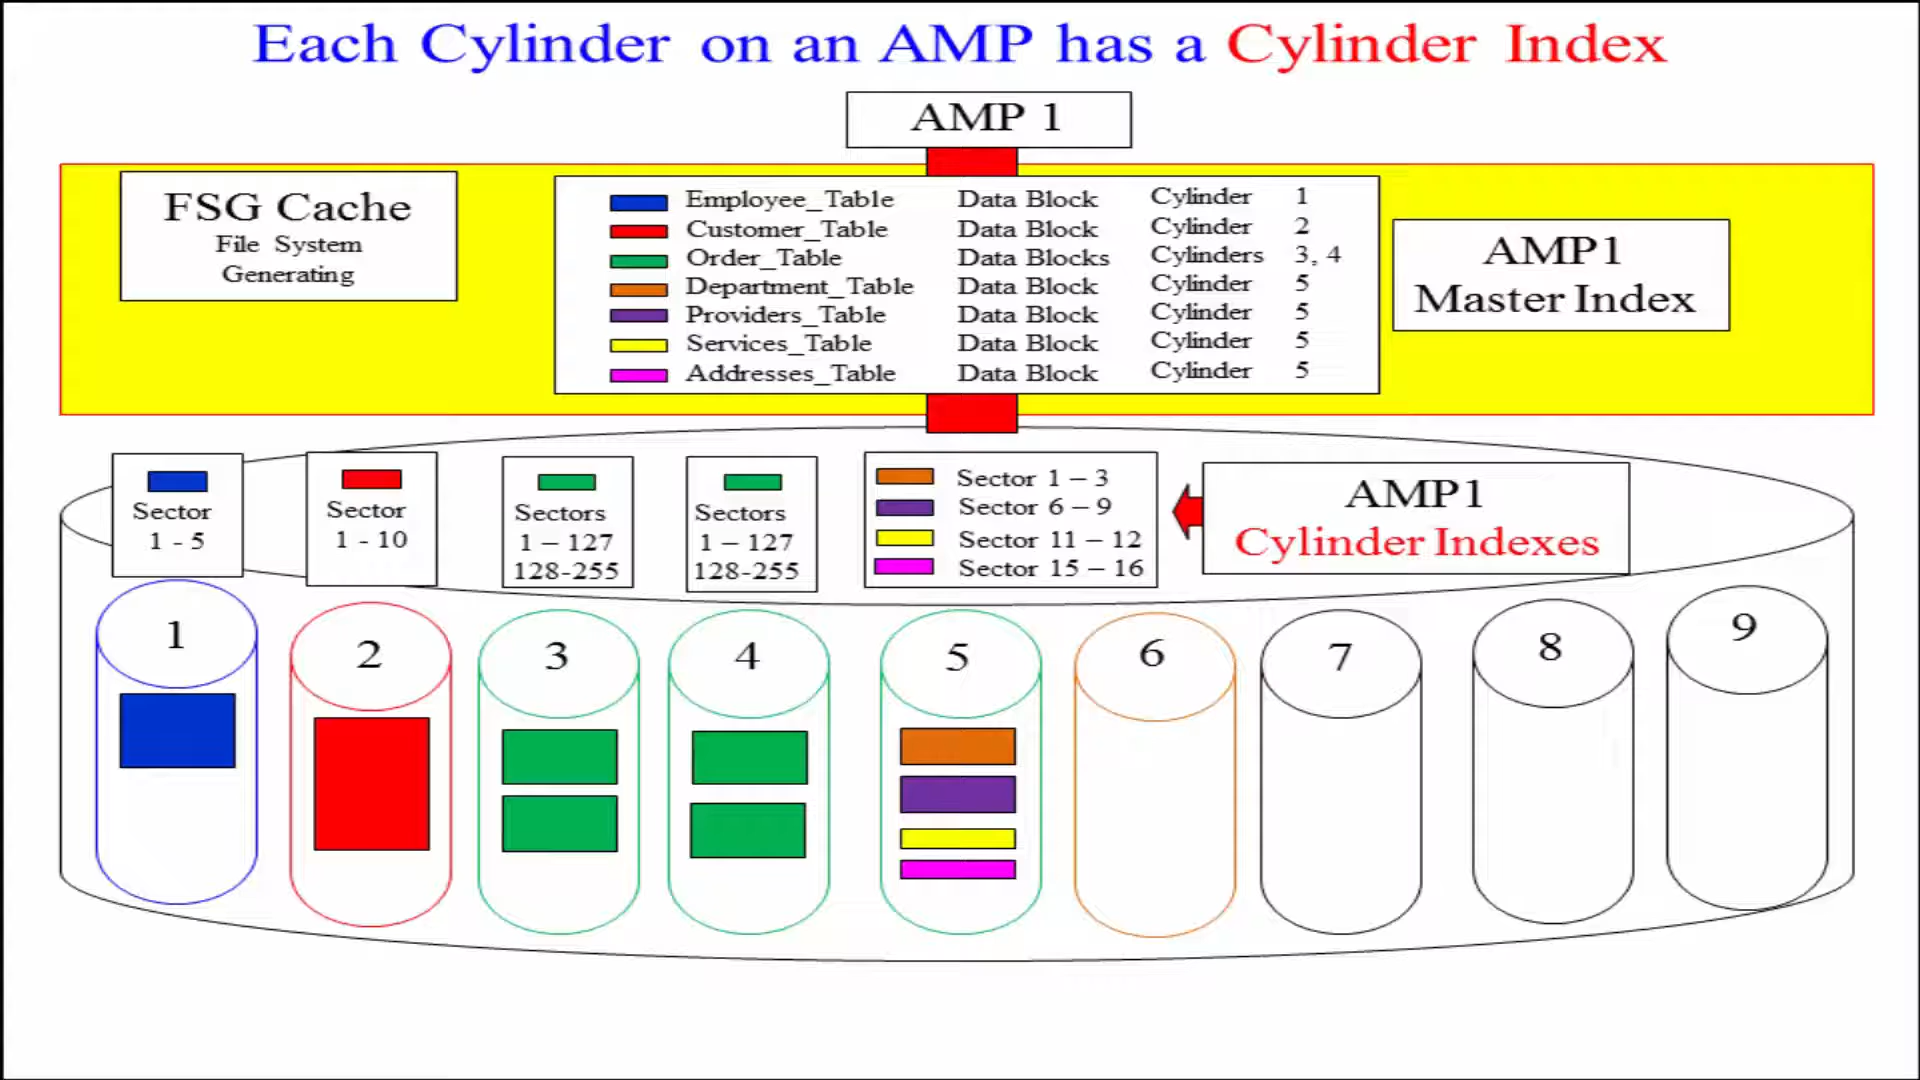 Each Cylinder on an AMP has a Cylinder Index
AMP 1
FSG Cache
File System
Generating
Employee_Table Data Block Cylinder 1
Customer_Table Data Block Cylinder 2
Order_Table Data Blocks Cylinders 3, 4
Department_Table Data Block Cylinder 5
Providers_Table Data Block Cylinder 5
Services_Table Data Block Cylinder 5
Addresses_Table Data Block Cylinder 5
AMP1
Master Index
Sector
1 - 5
Sector
1 - 10
Sectors
1 – 127
128-255
Sectors
1 – 127
128-255
Sector 1 – 3
Sector 6 – 9
Sector 11 – 12
Sector 15 – 16
AMP1
Cylinder Indexes
1
2
3
4
5
6
7
8
9